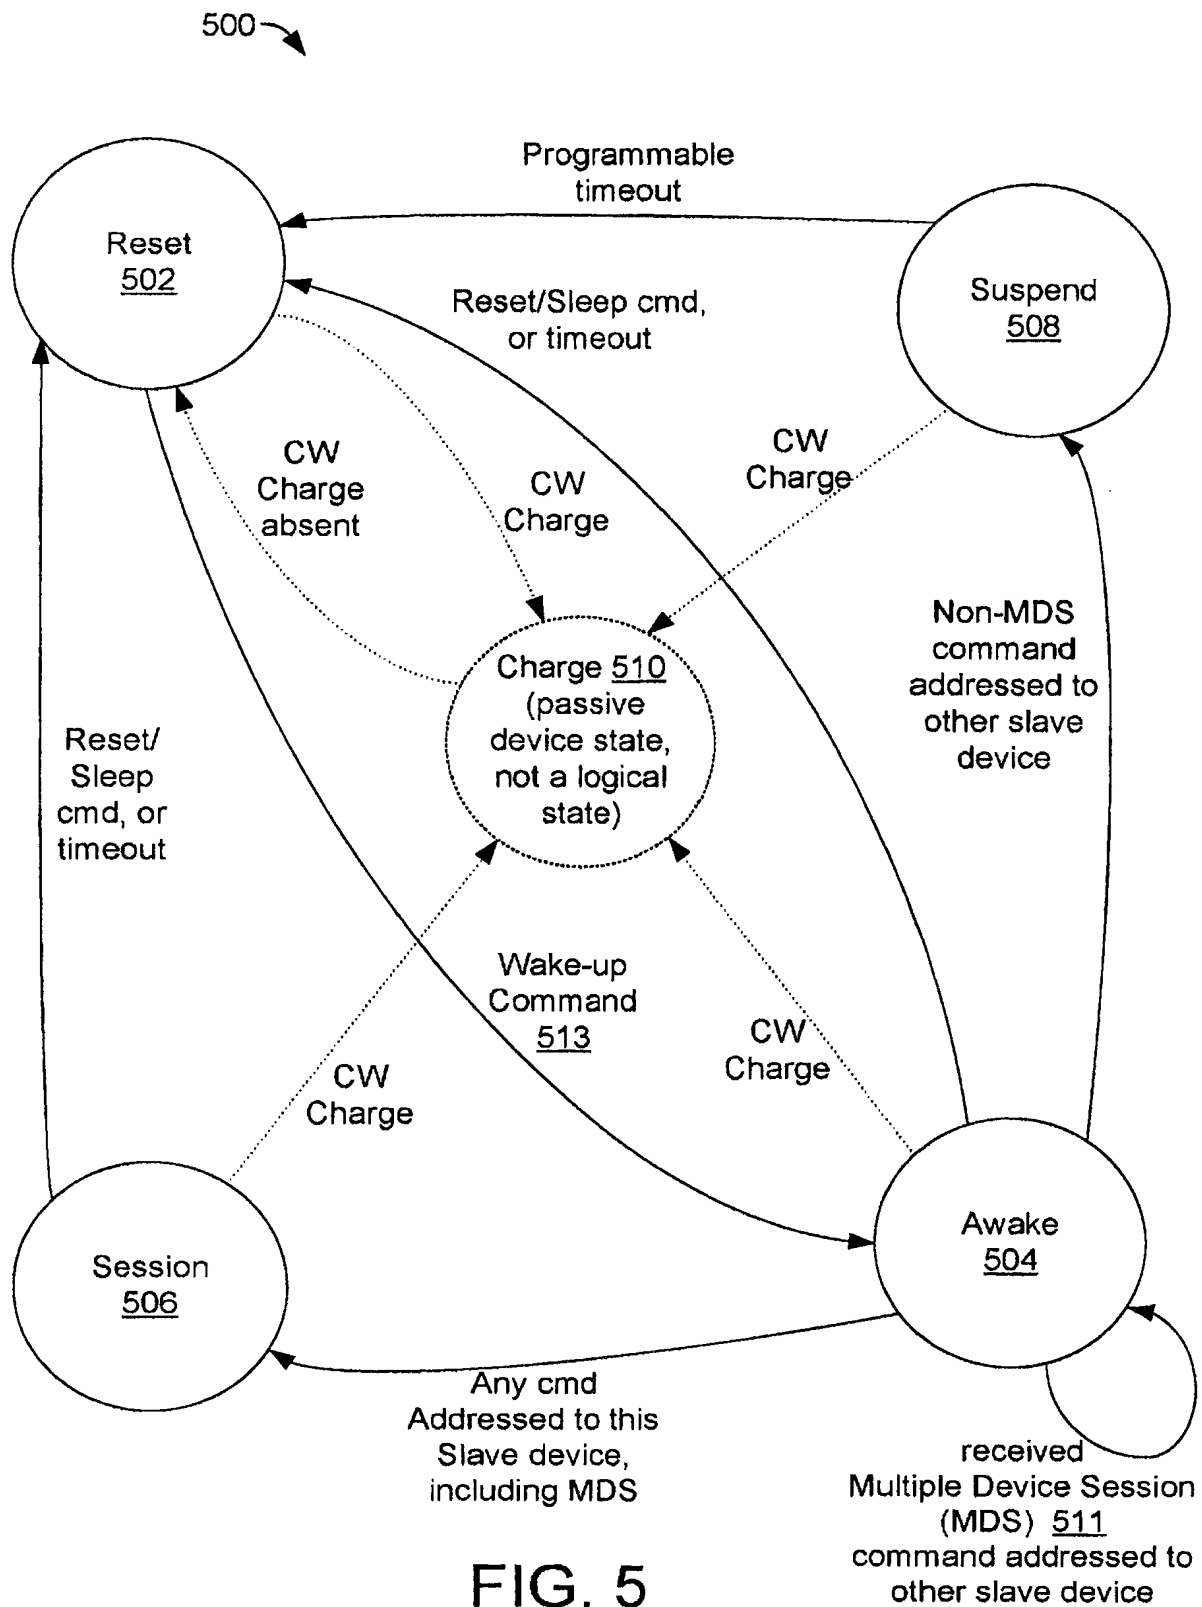 500
Programmable
timeout
Reset
502
Suspend
508
Reset/Sleep cmd,
or timeout
CW
Charge
absent
CW
Charge
CW
Charge
Non-MDS
command
addressed to
other slave
device
Charge 510
(passive
device state,
not a logical
state)
Reset/
Sleep
cmd, or
timeout
Wake-up
Command
513
CW
Charge
CW
Charge
Session
506
Awake
504
Any cmd
Addressed to this
Slave device,
including MDS
received
Multiple Device Session
(MDS) 511
command addressed to
other slave device
FIG. 5